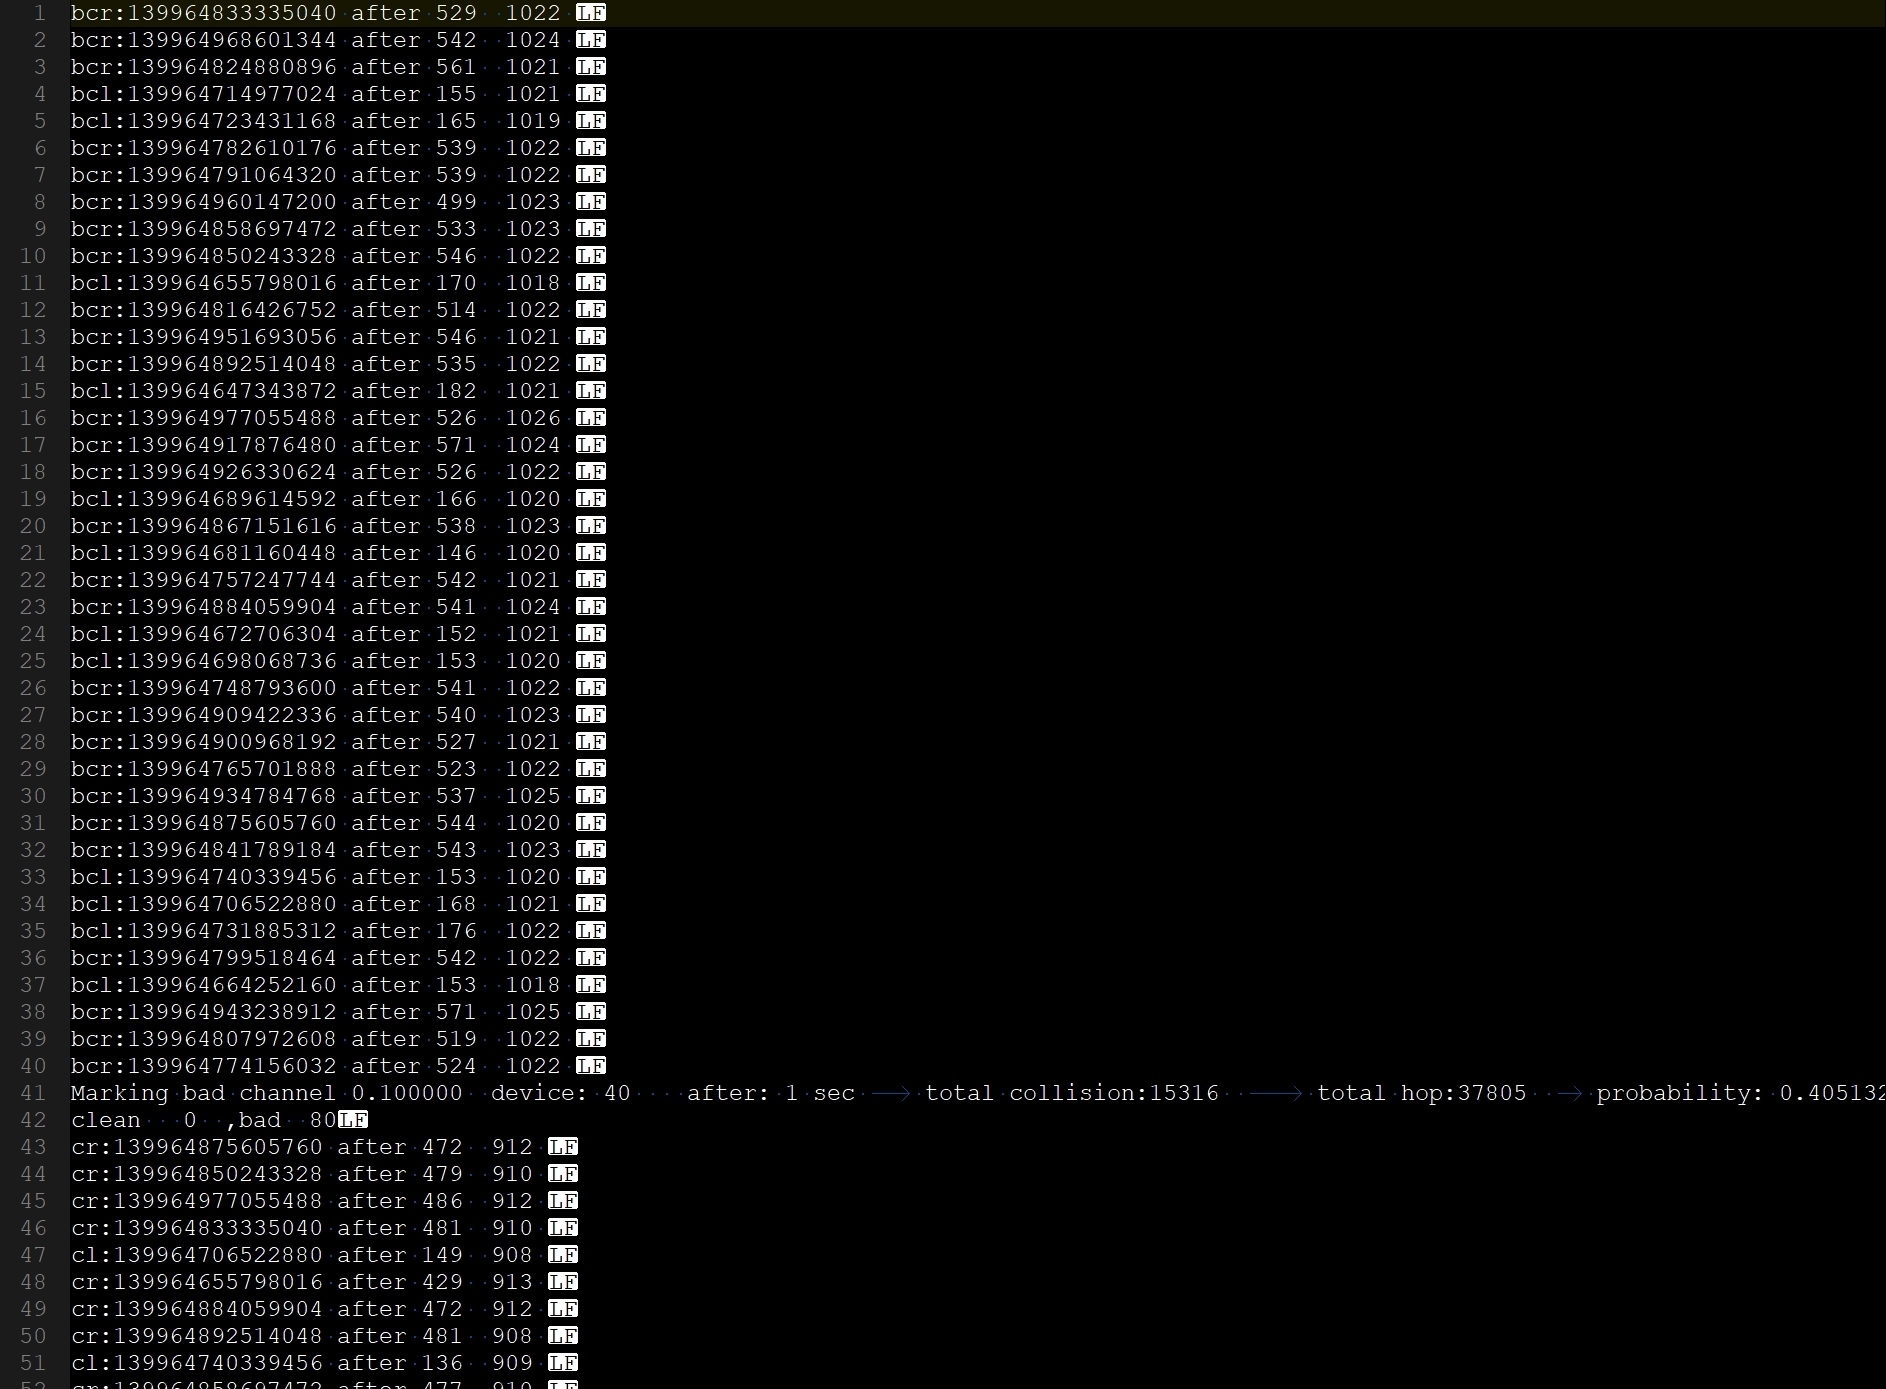 1 bcr:139964833335040 after 529  1022 LF
2 bcr:139964968601344 after 542  1024 LF
3 bcr:139964824880896 after 561  1021 LF
4 bcl:139964714977024 after 155  1021 LF
5 bcl:139964723431168 after 165  1019 LF
6 bcr:139964782610176 after 539  1022 LF
7 bcr:139964791064320 after 539  1022 LF
8 bcr:139964960147200 after 499  1023 LF
9 bcr:139964858697472 after 533  1023 LF
10 bcr:139964850243328 after 546  1022 LF
11 bcl:139964655798016 after 170  1018 LF
12 bcr:139964816426752 after 514  1022 LF
13 bcr:139964951693056 after 546  1021 LF
14 bcr:139964892514048 after 535  1022 LF
15 bcl:139964647343872 after 182  1021 LF
16 bcr:139964977055488 after 526  1026 LF
17 bcr:139964917876480 after 571  1024 LF
18 bcr:139964926330624 after 526  1022 LF
19 bcl:139964689614592 after 166  1020 LF
20 bcr:139964867151616 after 538  1023 LF
21 bcl:139964681160448 after 146  1020 LF
22 bcr:139964757247744 after 542  1021 LF
23 bcr:139964884059904 after 541  1024 LF
24 bcl:139964672706304 after 152  1021 LF
25 bcl:139964698068736 after 153  1020 LF
26 bcr:139964748793600 after 541  1022 LF
27 bcr:139964909422336 after 540  1023 LF
28 bcr:139964900968192 after 527  1021 LF
29 bcr:139964765701888 after 523  1022 LF
30 bcr:139964934784768 after 537  1025 LF
31 bcr:139964875605760 after 544  1020 LF
32 bcr:139964841789184 after 543  1023 LF
33 bcl:139964740339456 after 153  1020 LF
34 bcl:139964706522880 after 168  1021 LF
35 bcl:139964731885312 after 176  1022 LF
36 bcr:139964799518464 after 542  1022 LF
37 bcl:139964664252160 after 153  1018 LF
38 bcr:139964943238912 after 571  1025 LF
39 bcr:139964807972608 after 519  1022 LF
40 bcr:139964774156032 after 524  1022 LF
41 Marking bad channel 0.100000  device: 40    after: 1 sec → total collision:15316  → total hop:37805  → probability: 0.405132
42 clean   0  ,bad  80LF
43 cr:139964875605760 after 472  912 LF
44 cr:139964850243328 after 479  910 LF
45 cr:139964977055488 after 486  912 LF
46 cr:139964833335040 after 481  910 LF
47 cl:139964706522880 after 149  908 LF
48 cr:139964655798016 after 429  913 LF
49 cr:139964884059904 after 472  912 LF
50 cr:139964892514048 after 481  908 LF
51 cl:139964740339456 after 136  909 LF
52 cr:139964858697472 after 477  910 LF